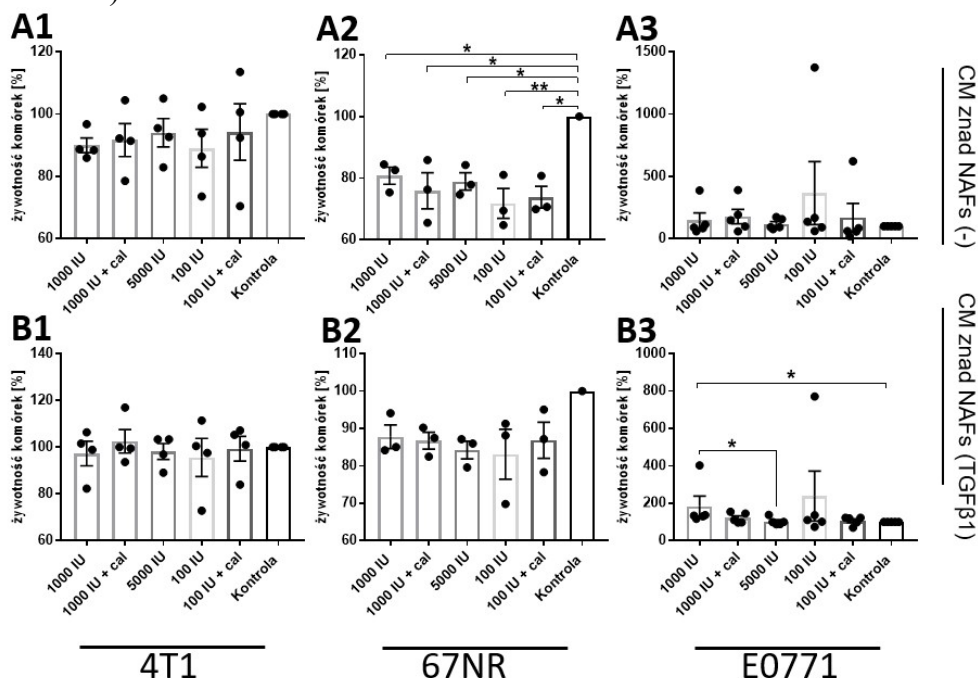 A1
żywotność komórek [%]
120
100
80
60
1000 IU
1000 IU + cal
5000 IU
100 IU
100 IU + cal
Kontrola
A2
żywotność komórek [%]
120
100
80
60
*
*
*
**
*
1000 IU
1000 IU + cal
5000 IU
100 IU
100 IU + cal
Kontrola
A3
żywotność komórek [%]
1500
1000
500
0
1000 IU
1000 IU + cal
5000 IU
100 IU
100 IU + cal
Kontrola
CM znad NAFs (-)
B1
żywotność komórek [%]
140
120
100
80
60
1000 IU
1000 IU + cal
5000 IU
100 IU
100 IU + cal
Kontrola
B2
żywotność komórek [%]
110
100
90
80
70
60
1000 IU
1000 IU + cal
5000 IU
100 IU
100 IU + cal
Kontrola
B3
żywotność komórek [%]
1000
800
600
400
200
0
*
*
1000 IU
1000 IU + cal
5000 IU
100 IU
100 IU + cal
Kontrola
CM znad NAFs (TGFβ1)
4T1
67NR
E0771